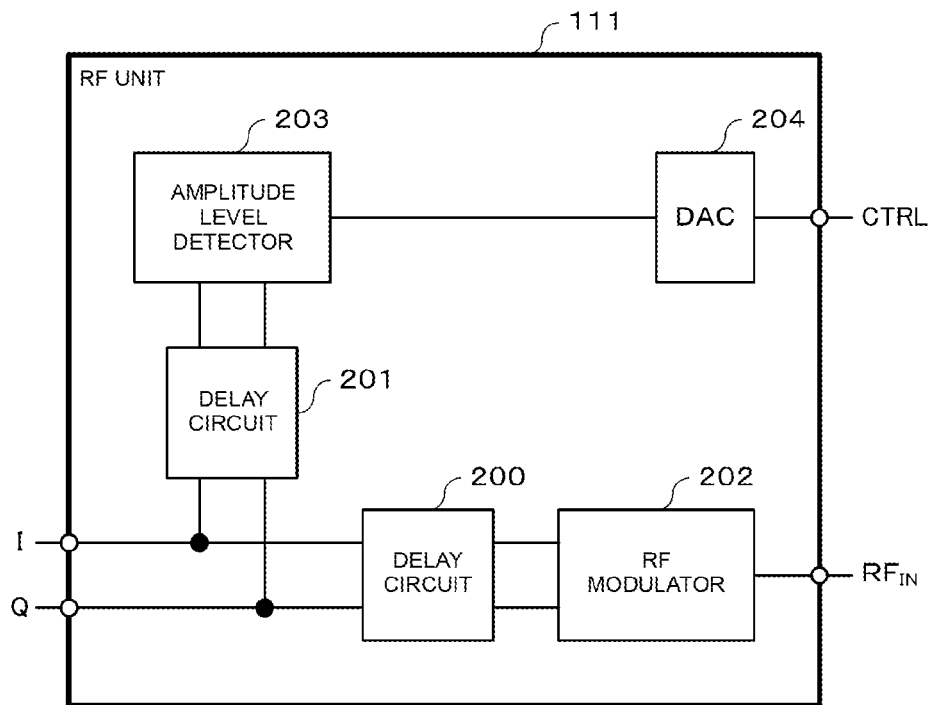 111
RF UNIT
203
204
AMPLITUDE
LEVEL
DETECTOR
DAC
CTRL
201
DELAY
CIRCUIT
200
202
I
DELAY
CIRCUIT
RF
MODULATOR
RF_IN
Q